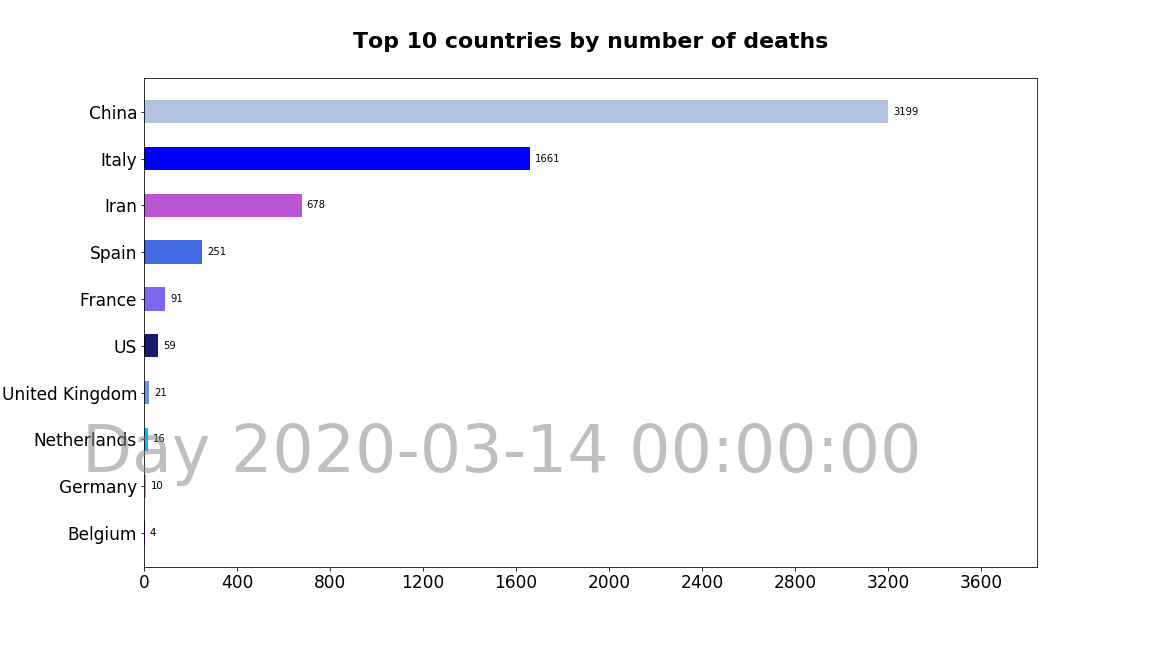 Top 10 countries by number of deaths
China 3199
Italy 1661
Iran 678
Spain 251
France 91
US 59
United Kingdom 21
Netherlands 16
Day 2020-03-14 00:00:00
Germany 10
Belgium 4
0 400 800 1200 1600 2000 2400 2800 3200 3600